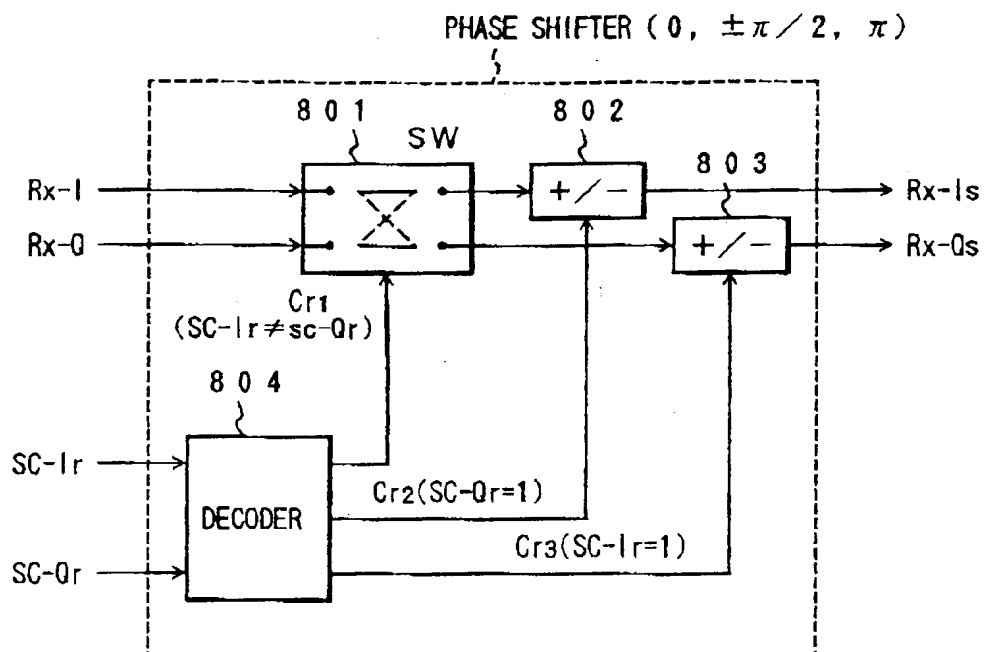 PHASE SHIFTER (0, ±π/2, π)
801
SW
802
803
Rx-I
+/-
Rx-Is
Rx-Q
+/-
Rx-Qs
Cr1
(SC-Ir≠sc-Qr)
804
SC-Ir
DECODER
Cr2(SC-Qr=1)
Cr3(SC-Ir=1)
SC-Qr